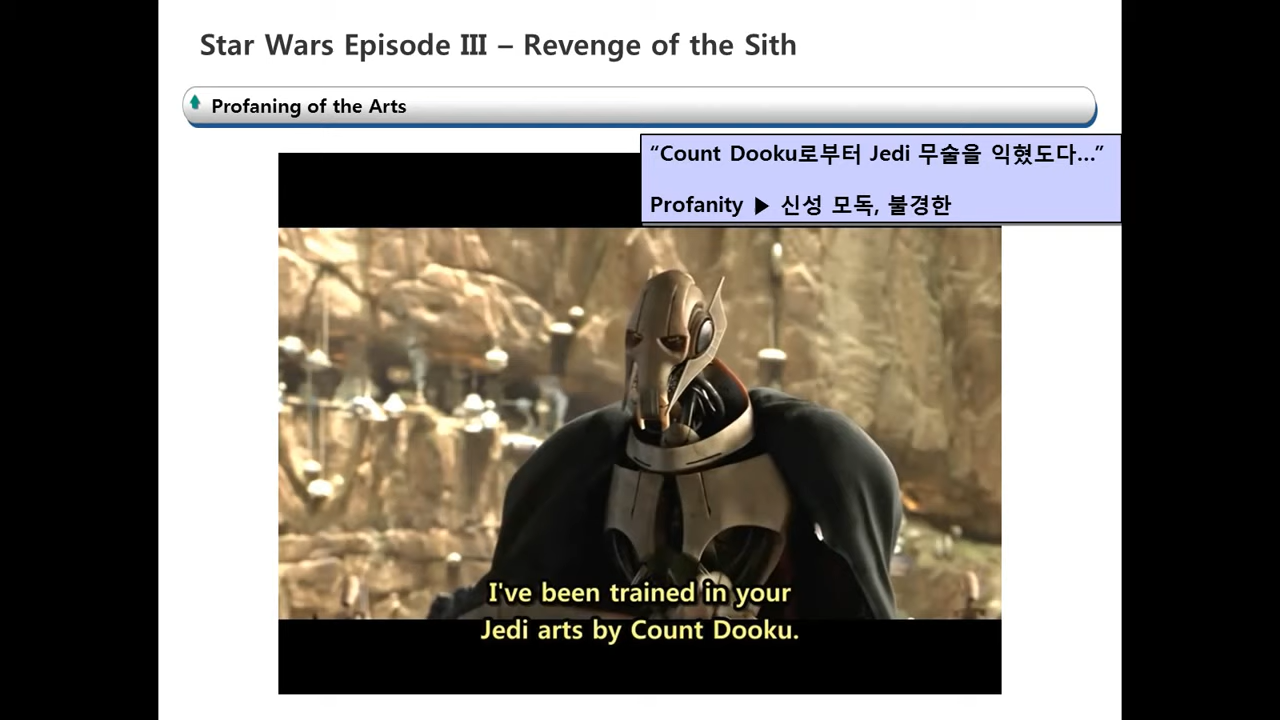 Star Wars Episode III – Revenge of the Sith
Profaning of the Arts
“Count Dooku로부터 Jedi 무술을 익혔도다…”
Profanity ▶ 신성 모독, 불경한
I've been trained in your
Jedi arts by Count Dooku.